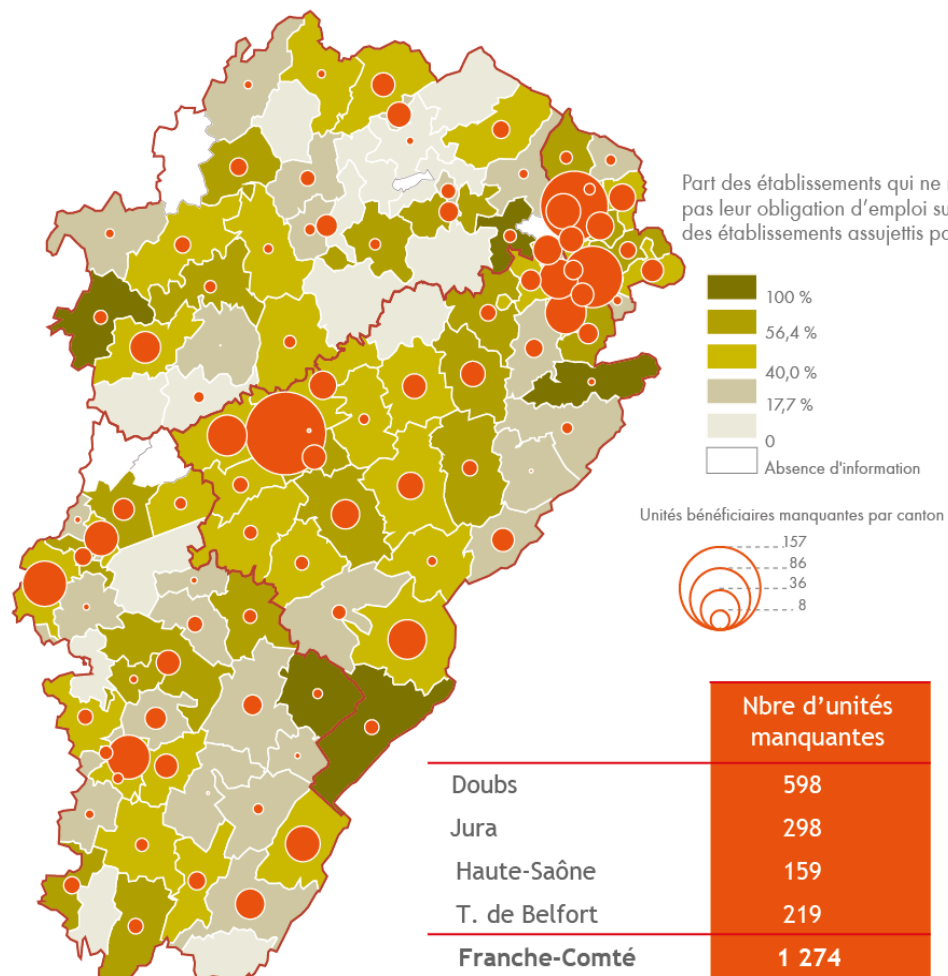 Part des établissements qui ne
pas leur obligation d'emploi
des établissements assujettis
100 %
56,4 %
40,0 %
17,7 %
0
Absence d'information
Unités bénéficiaires manquantes par canton
157
86
36
8
Nbre d'unités
manquantes
Doubs 598
Jura 298
Haute-Saône 159
T. de Belfort 219
Franche-Comté 1 274